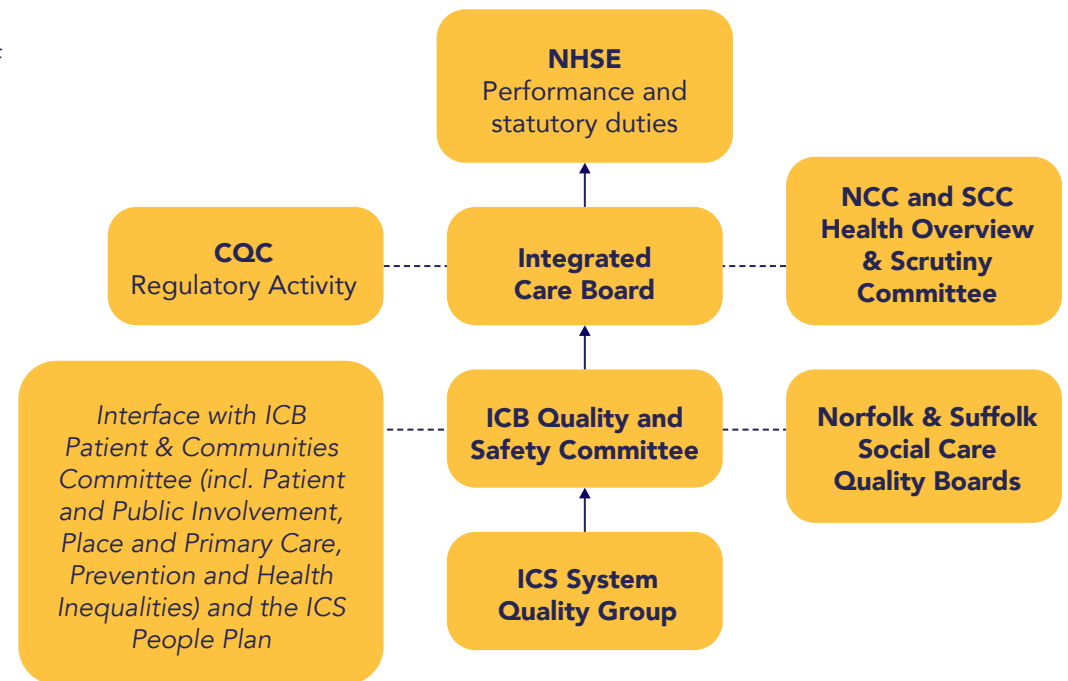 NHSE
Performance and
statutory duties
CQC
Regulatory Activity
Integrated
Care Board
NCC and SCC
Health Overview
& Scrutiny
Committee
Interface with ICB
Patient & Communities
Committee (incl. Patient
and Public Involvement,
Place and Primary Care,
Prevention and Health
Inequalities) and the ICS
People Plan
ICB Quality and
Safety Committee
Norfolk & Suffolk
Social Care
Quality Boards
ICS System
Quality Group